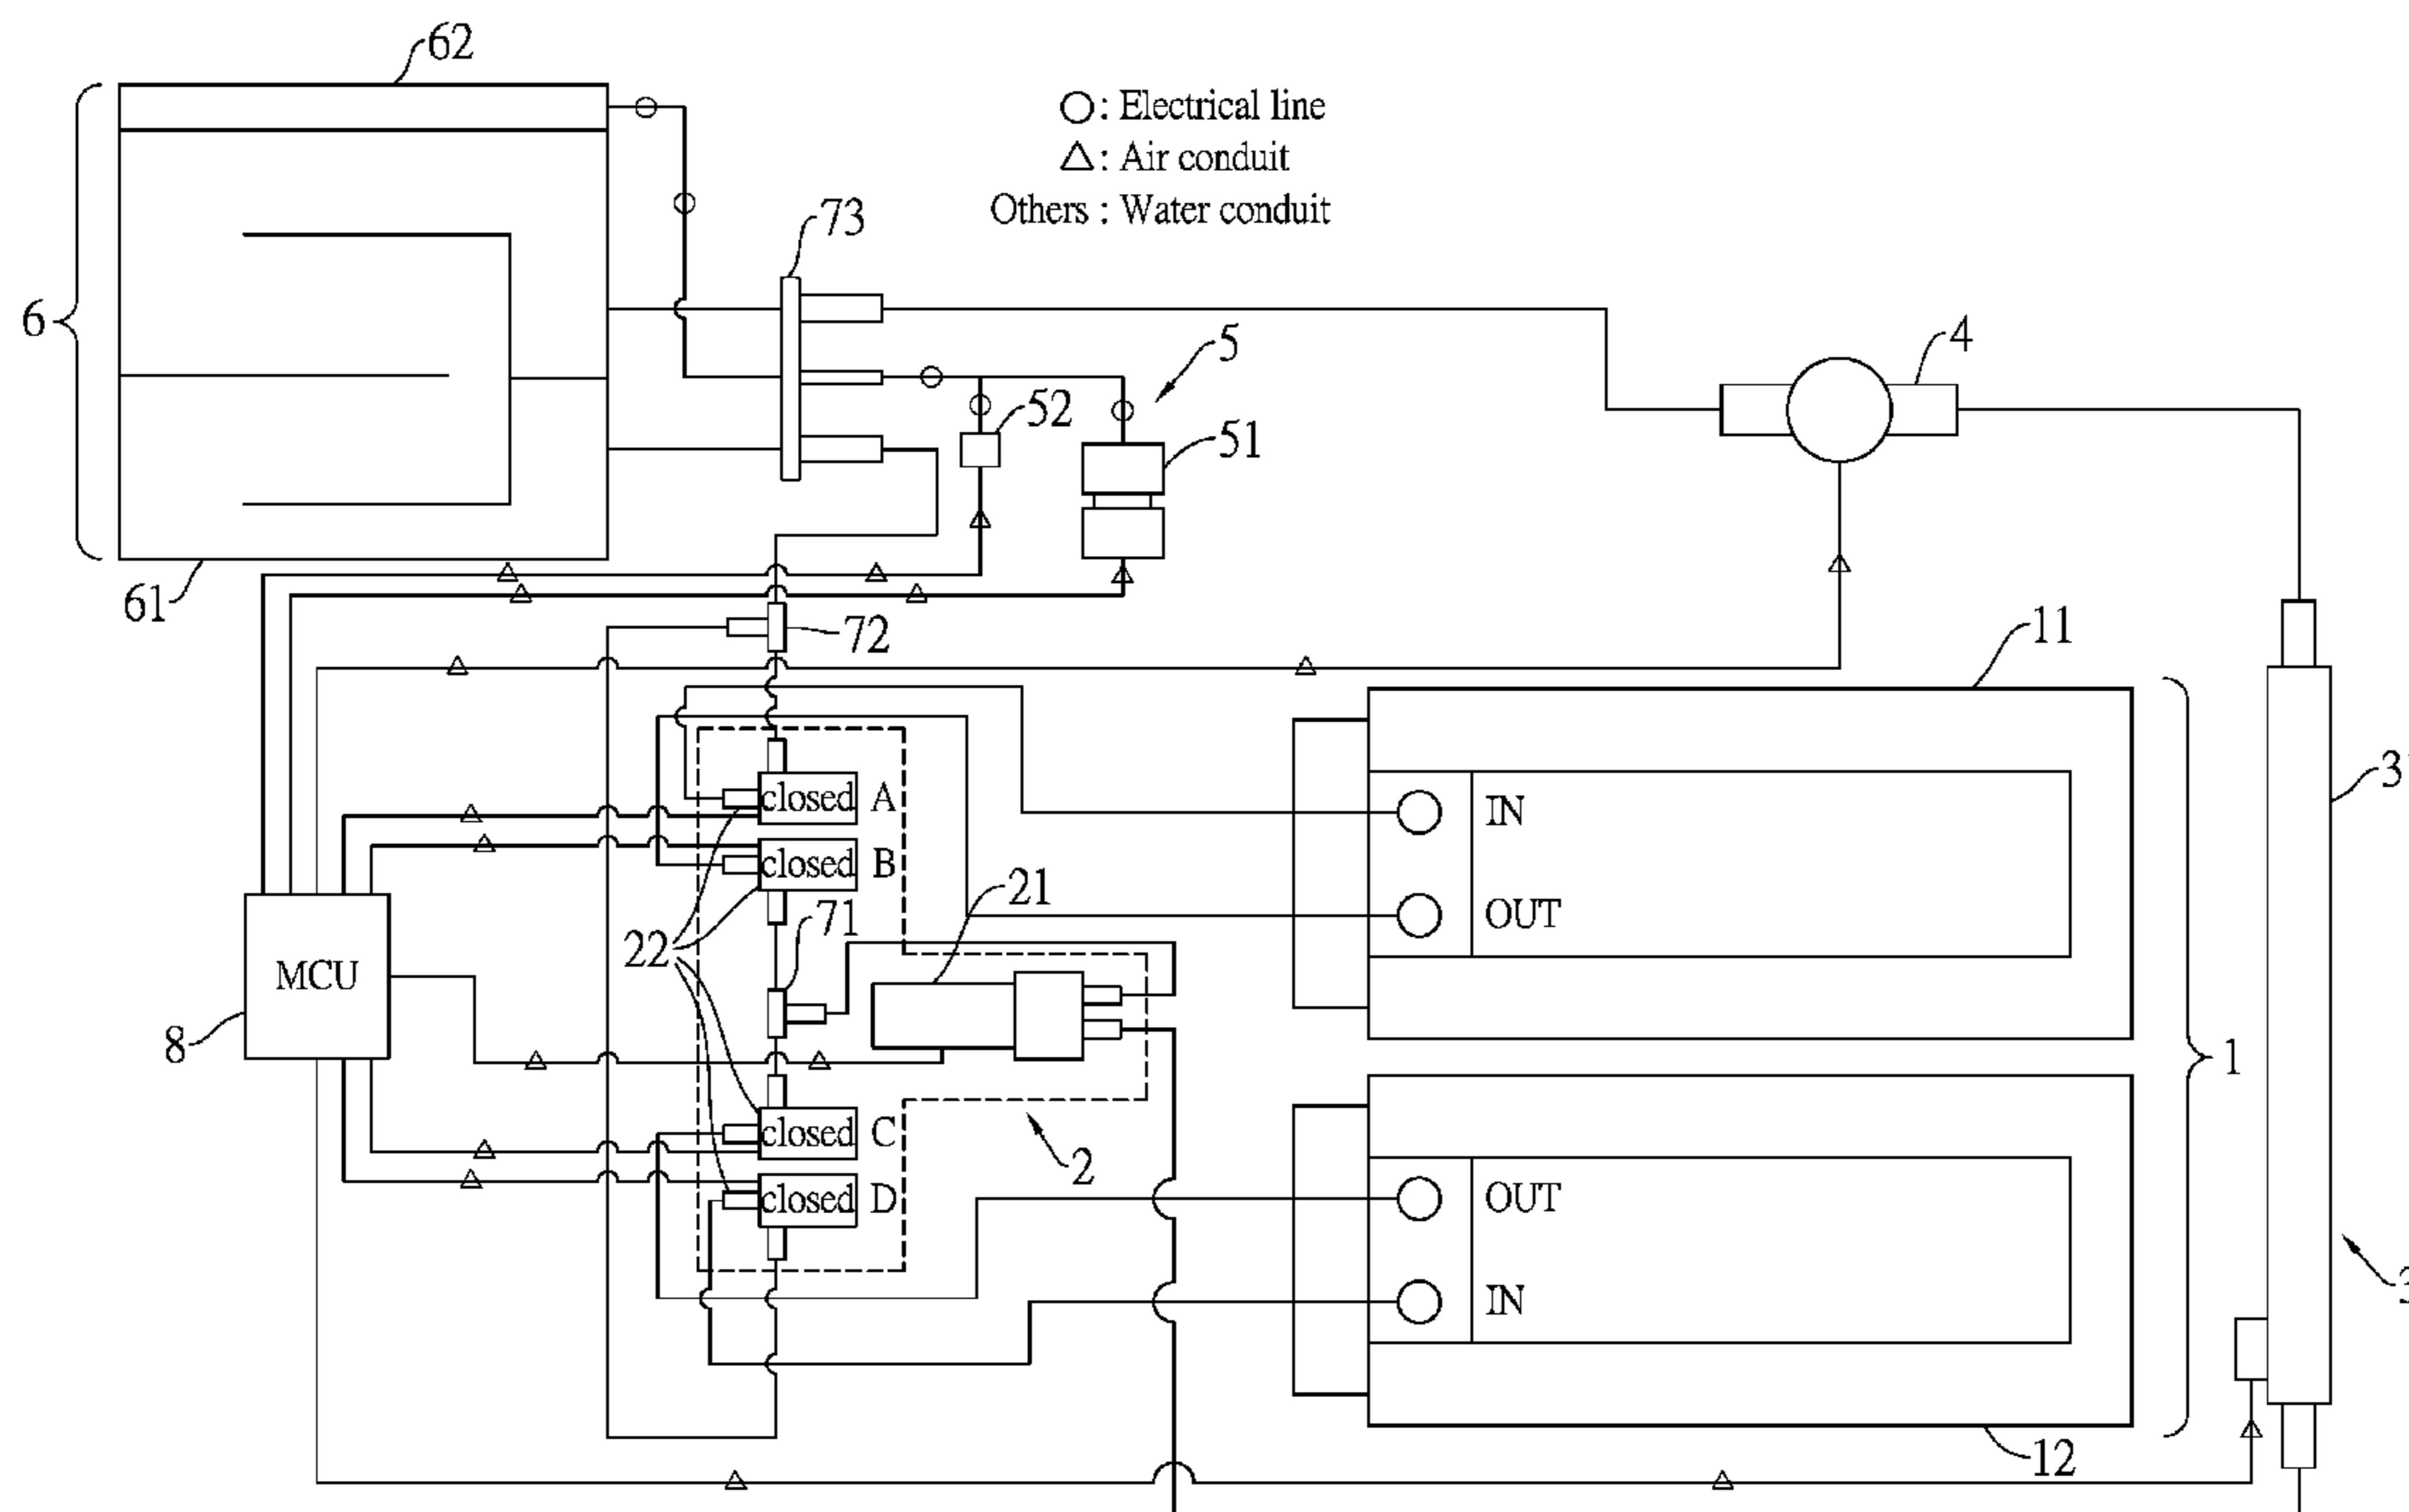 62
○: Electrical line
△: Air conduit
Others : Water conduit
73
6
5
4
52
51
61
72
11
closed A
IN
closed B
21
71
OUT
22
MCU
8
1
closed C
2
closed D
OUT
IN
3
12